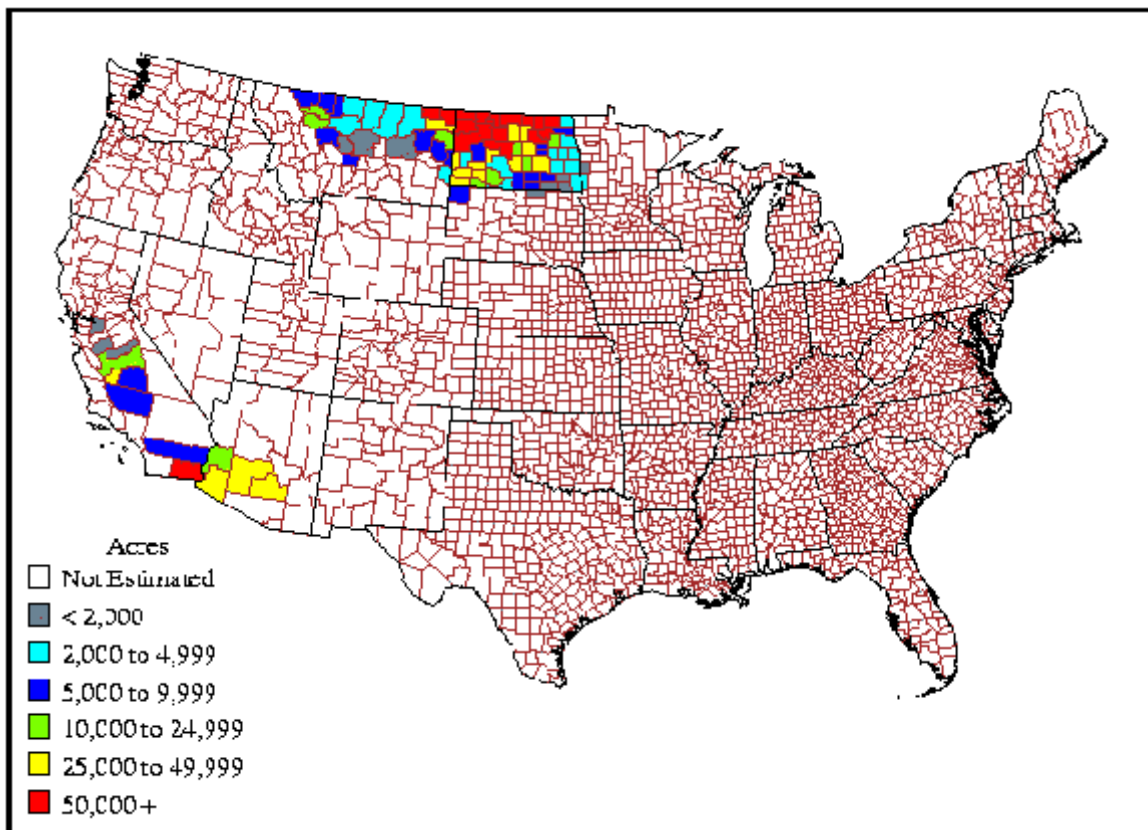 Acres
Not Estimated
< 2,000
2,000 to 4,999
5,000 to 9,999
10,000 to 24,999
25,000 to 49,999
50,000 +